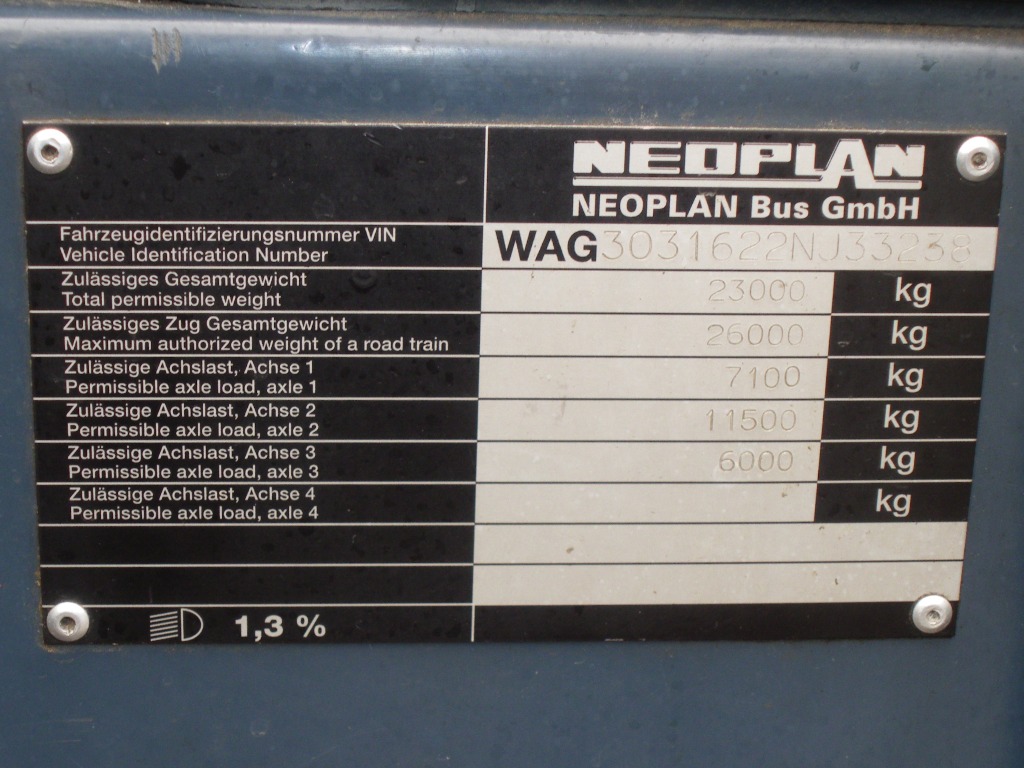 NEOPLAN
NEOPLAN Bus GmbH
Fahrzeugidentifizierungsnummer VIN
Vehicle Identification Number
WAG3031622NJ33238
Zulässiges Gesamtgewicht
Total permissible weight
23000 kg
Zulässiges Zug Gesamtgewicht
Maximum authorized weight of a road train
26000 kg
Zulässige Achslast, Achse 1
Permissible axle load, axle 1
7100 kg
Zulässige Achslast, Achse 2
Permissible axle load, axle 2
11500 kg
Zulässige Achslast, Achse 3
Permissible axle load, axle 3
6000 kg
Zulässige Achslast, Achse 4
Permissible axle load, axle 4
kg
1,3 %